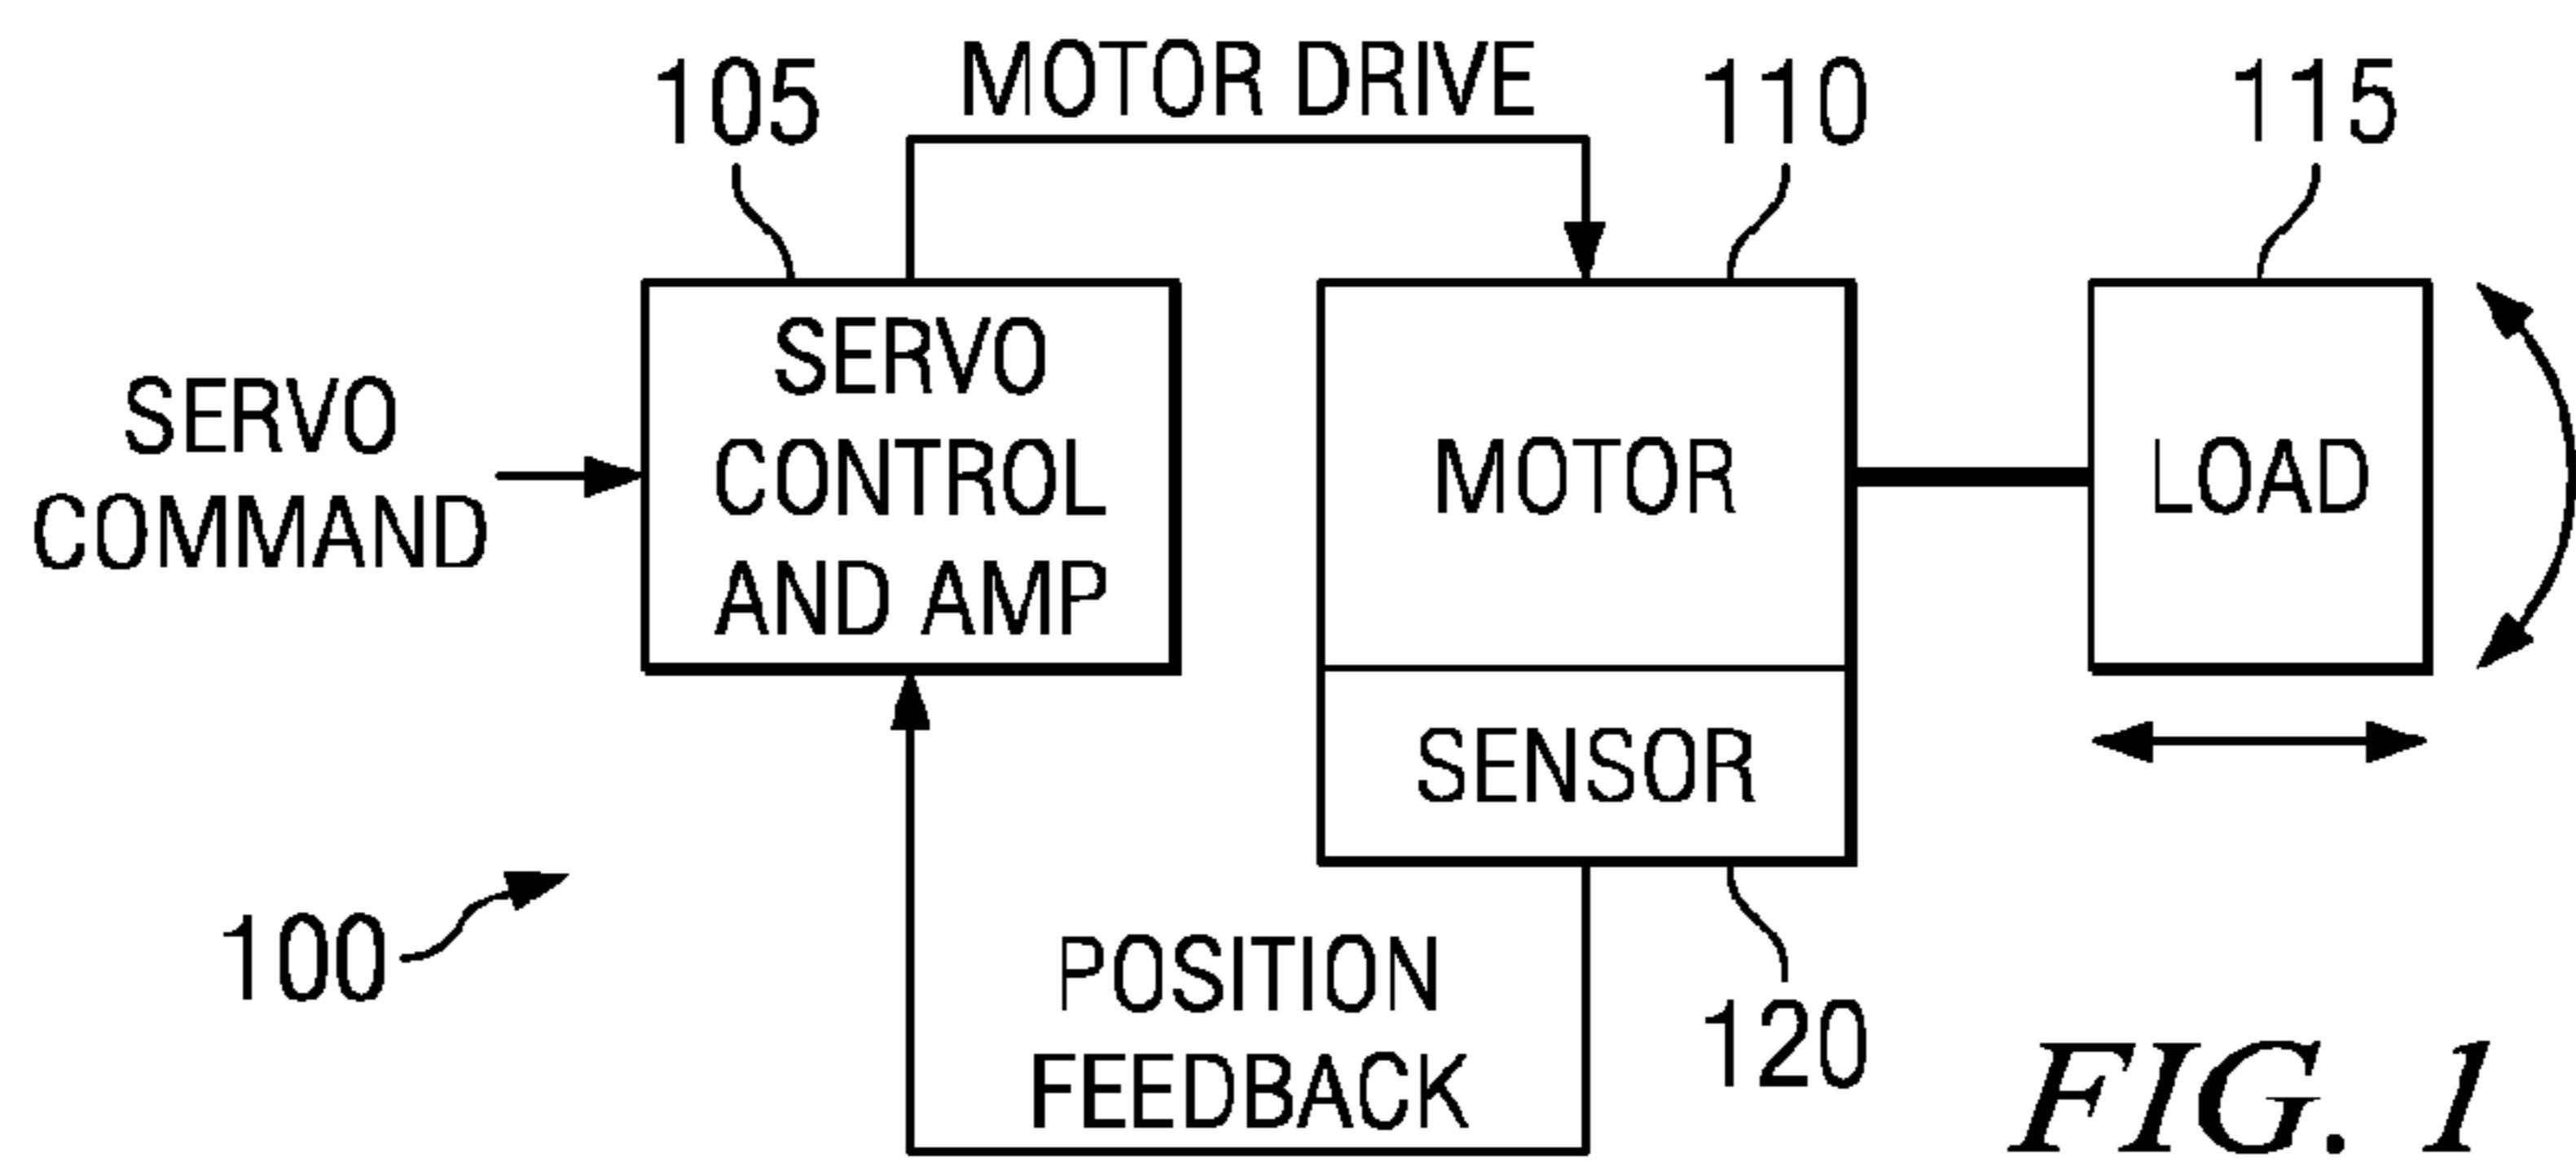 105
MOTOR DRIVE
110
115
SERVO
COMMAND
SERVO
CONTROL
AND AMP
MOTOR
LOAD
SENSOR
100
POSITION
FEEDBACK
120
FIG. 1